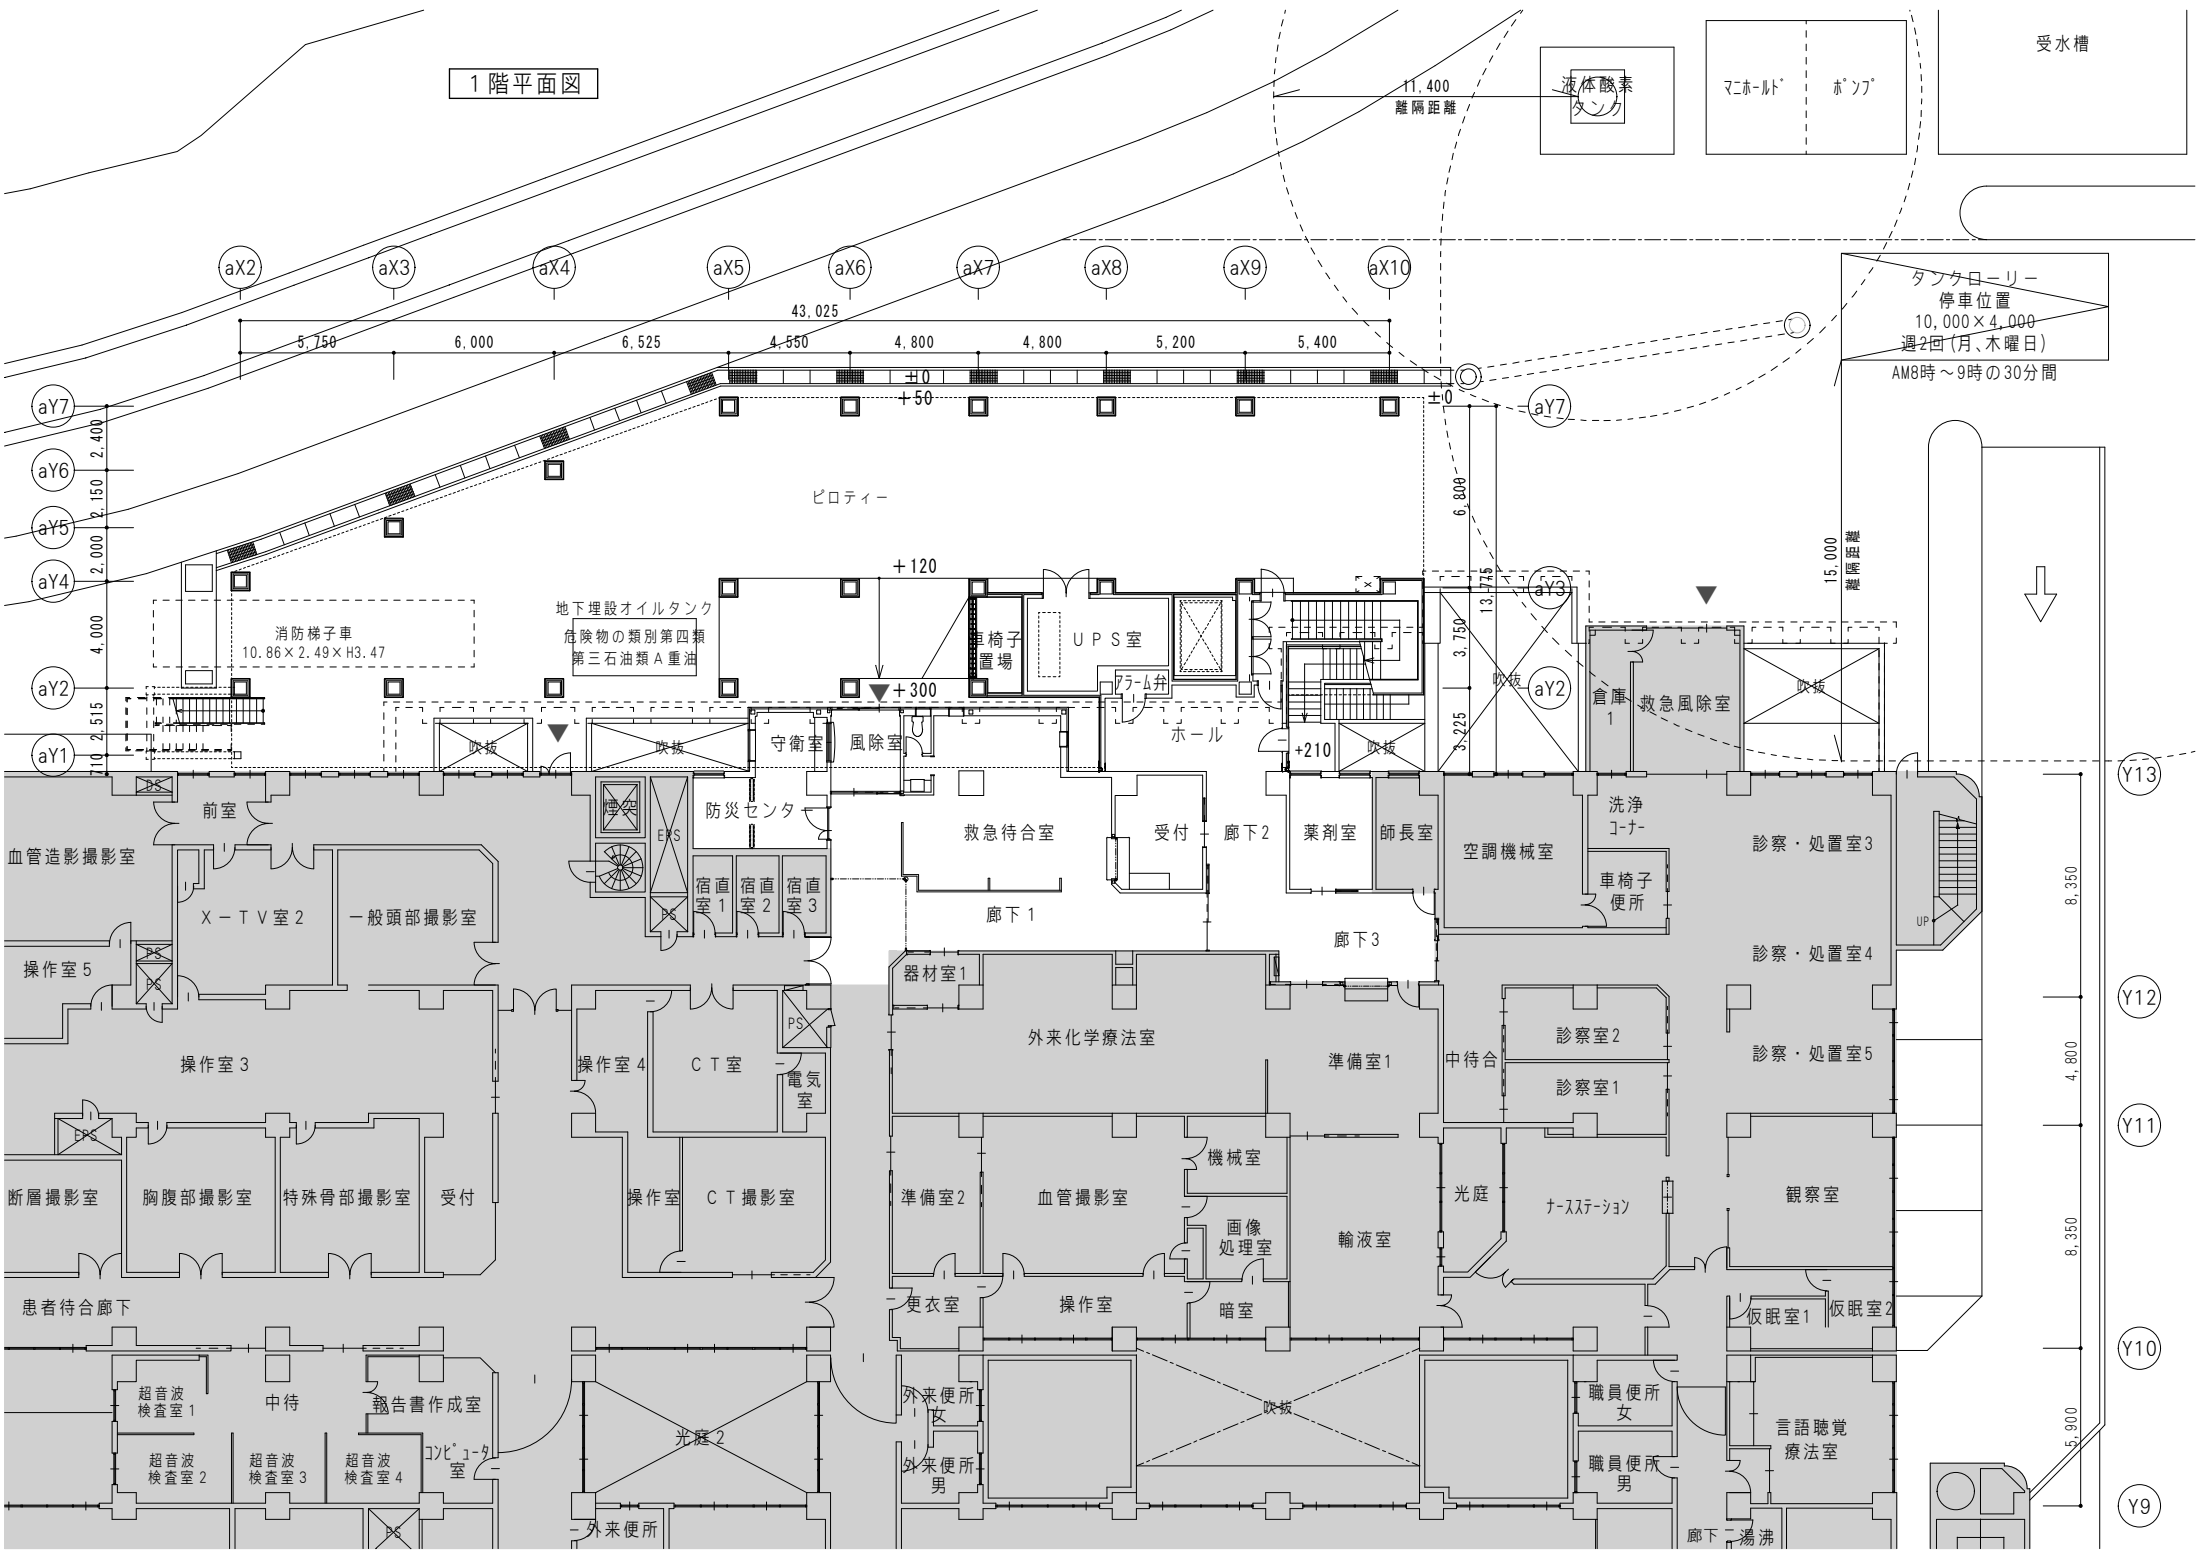 1階平面図
11,400
離隔距離
液体酸素
タンク
マニホールド
ポンプ
受水槽
aX2
aX3
aX4
aX5
aX6
aX7
aX8
aX9
aX10
タンクローリー
停車位置
10,000×4,000
週2回(月、木曜日)
AM8時～9時の30分間
43,025
5,750
6,000
6,525
4,550
4,800
4,800
5,200
5,400
±0
+50
±0
aY7
aY6
aY5
aY4
aY2
aY1
2,400
2,150
2,000
4,000
2,515
710
aY7
aY3
aY2
6,800
13,775
3,750
3,225
15,000
離隔距離
ピロティー
+120
地下埋設オイルタンク
危険物の類別第四類
第三石油類A重油
消防梯子車
10.86×2.49×H3.47
車椅子
置場
UPS室
アラーム弁
+300
吹抜
吹抜
守衛室
風除室
ホール
+210
吹抜
吹抜
倉庫
1
救急風除室
吹抜
Y13
DS
前室
煙突
EPS
防災センター
救急待合室
受付
廊下2
薬剤室
師長室
空調機械室
洗浄
コーナー
診察・処置室3
血管造影撮影室
X－TV室2
一般頭部撮影室
宿直
室1
宿直
室2
宿直
室3
PS
廊下1
廊下3
車椅子
便所
UP
8,350
PS
PS
操作室5
器材室1
診察・処置室4
Y12
PS
操作室3
操作室4
CT室
電気
室
外来化学療法室
準備室1
中待合
診察室2
診察室1
診察・処置室5
4,800
EPS
Y11
断層撮影室
胸腹部撮影室
特殊骨部撮影室
受付
操作室
CT撮影室
準備室2
血管撮影室
機械室
画像
処理室
輸液室
光庭
ナースステーション
観察室
8,350
患者待合廊下
更衣室
操作室
暗室
仮眠室1
仮眠室2
Y10
超音波
検査室1
中待
報告書作成室
光庭2
外来便所
女
吹抜
職員便所
女
言語聴覚
療法室
5,900
超音波
検査室2
超音波
検査室3
超音波
検査室4
コンピュータ
室
外来便所
男
職員便所
男
Y9
PS
外来便所
廊下
湯沸